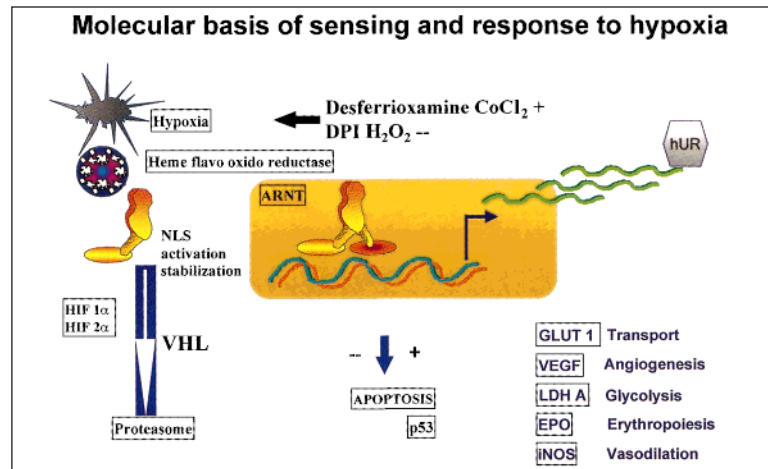 Molecular basis of sensing and response to hypoxia
Desferrioxamine CoCl₂ +
DPI H₂O₂ --
Hypoxia
Heme flavo oxido reductase
hUR
ARNT
NLS
activation
stabilization
HIF 1α
HIF 2α
VHL
Proteasome
-- +
APOPTOSIS
p53
GLUT 1 Transport
VEGF Angiogenesis
LDH A Glycolysis
EPO Erythropoiesis
iNOS Vasodilation